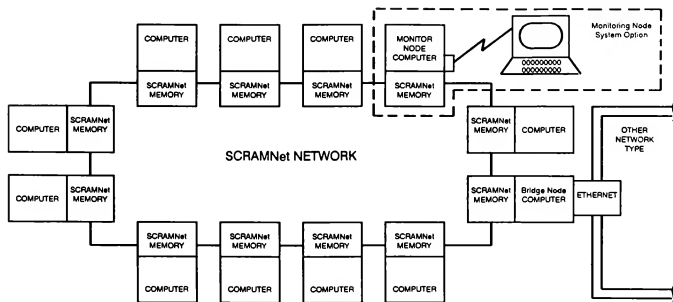 Monitoring Node
System Option
COMPUTER
COMPUTER
COMPUTER
MONITOR
NODE
COMPUTER
SCRAMNet
MEMORY
SCRAMNet
MEMORY
SCRAMNet
MEMORY
SCRAMNet
MEMORY
COMPUTER
SCRAMNet
MEMORY
SCRAMNet
MEMORY
COMPUTER
OTHER
NETWORK
TYPE
SCRAMNet NETWORK
COMPUTER
SCRAMNet
MEMORY
SCRAMNet
MEMORY
Bridge Node
COMPUTER
ETHERNET
SCRAMNet
MEMORY
SCRAMNet
MEMORY
SCRAMNet
MEMORY
SCRAMNet
MEMORY
COMPUTER
COMPUTER
COMPUTER
COMPUTER